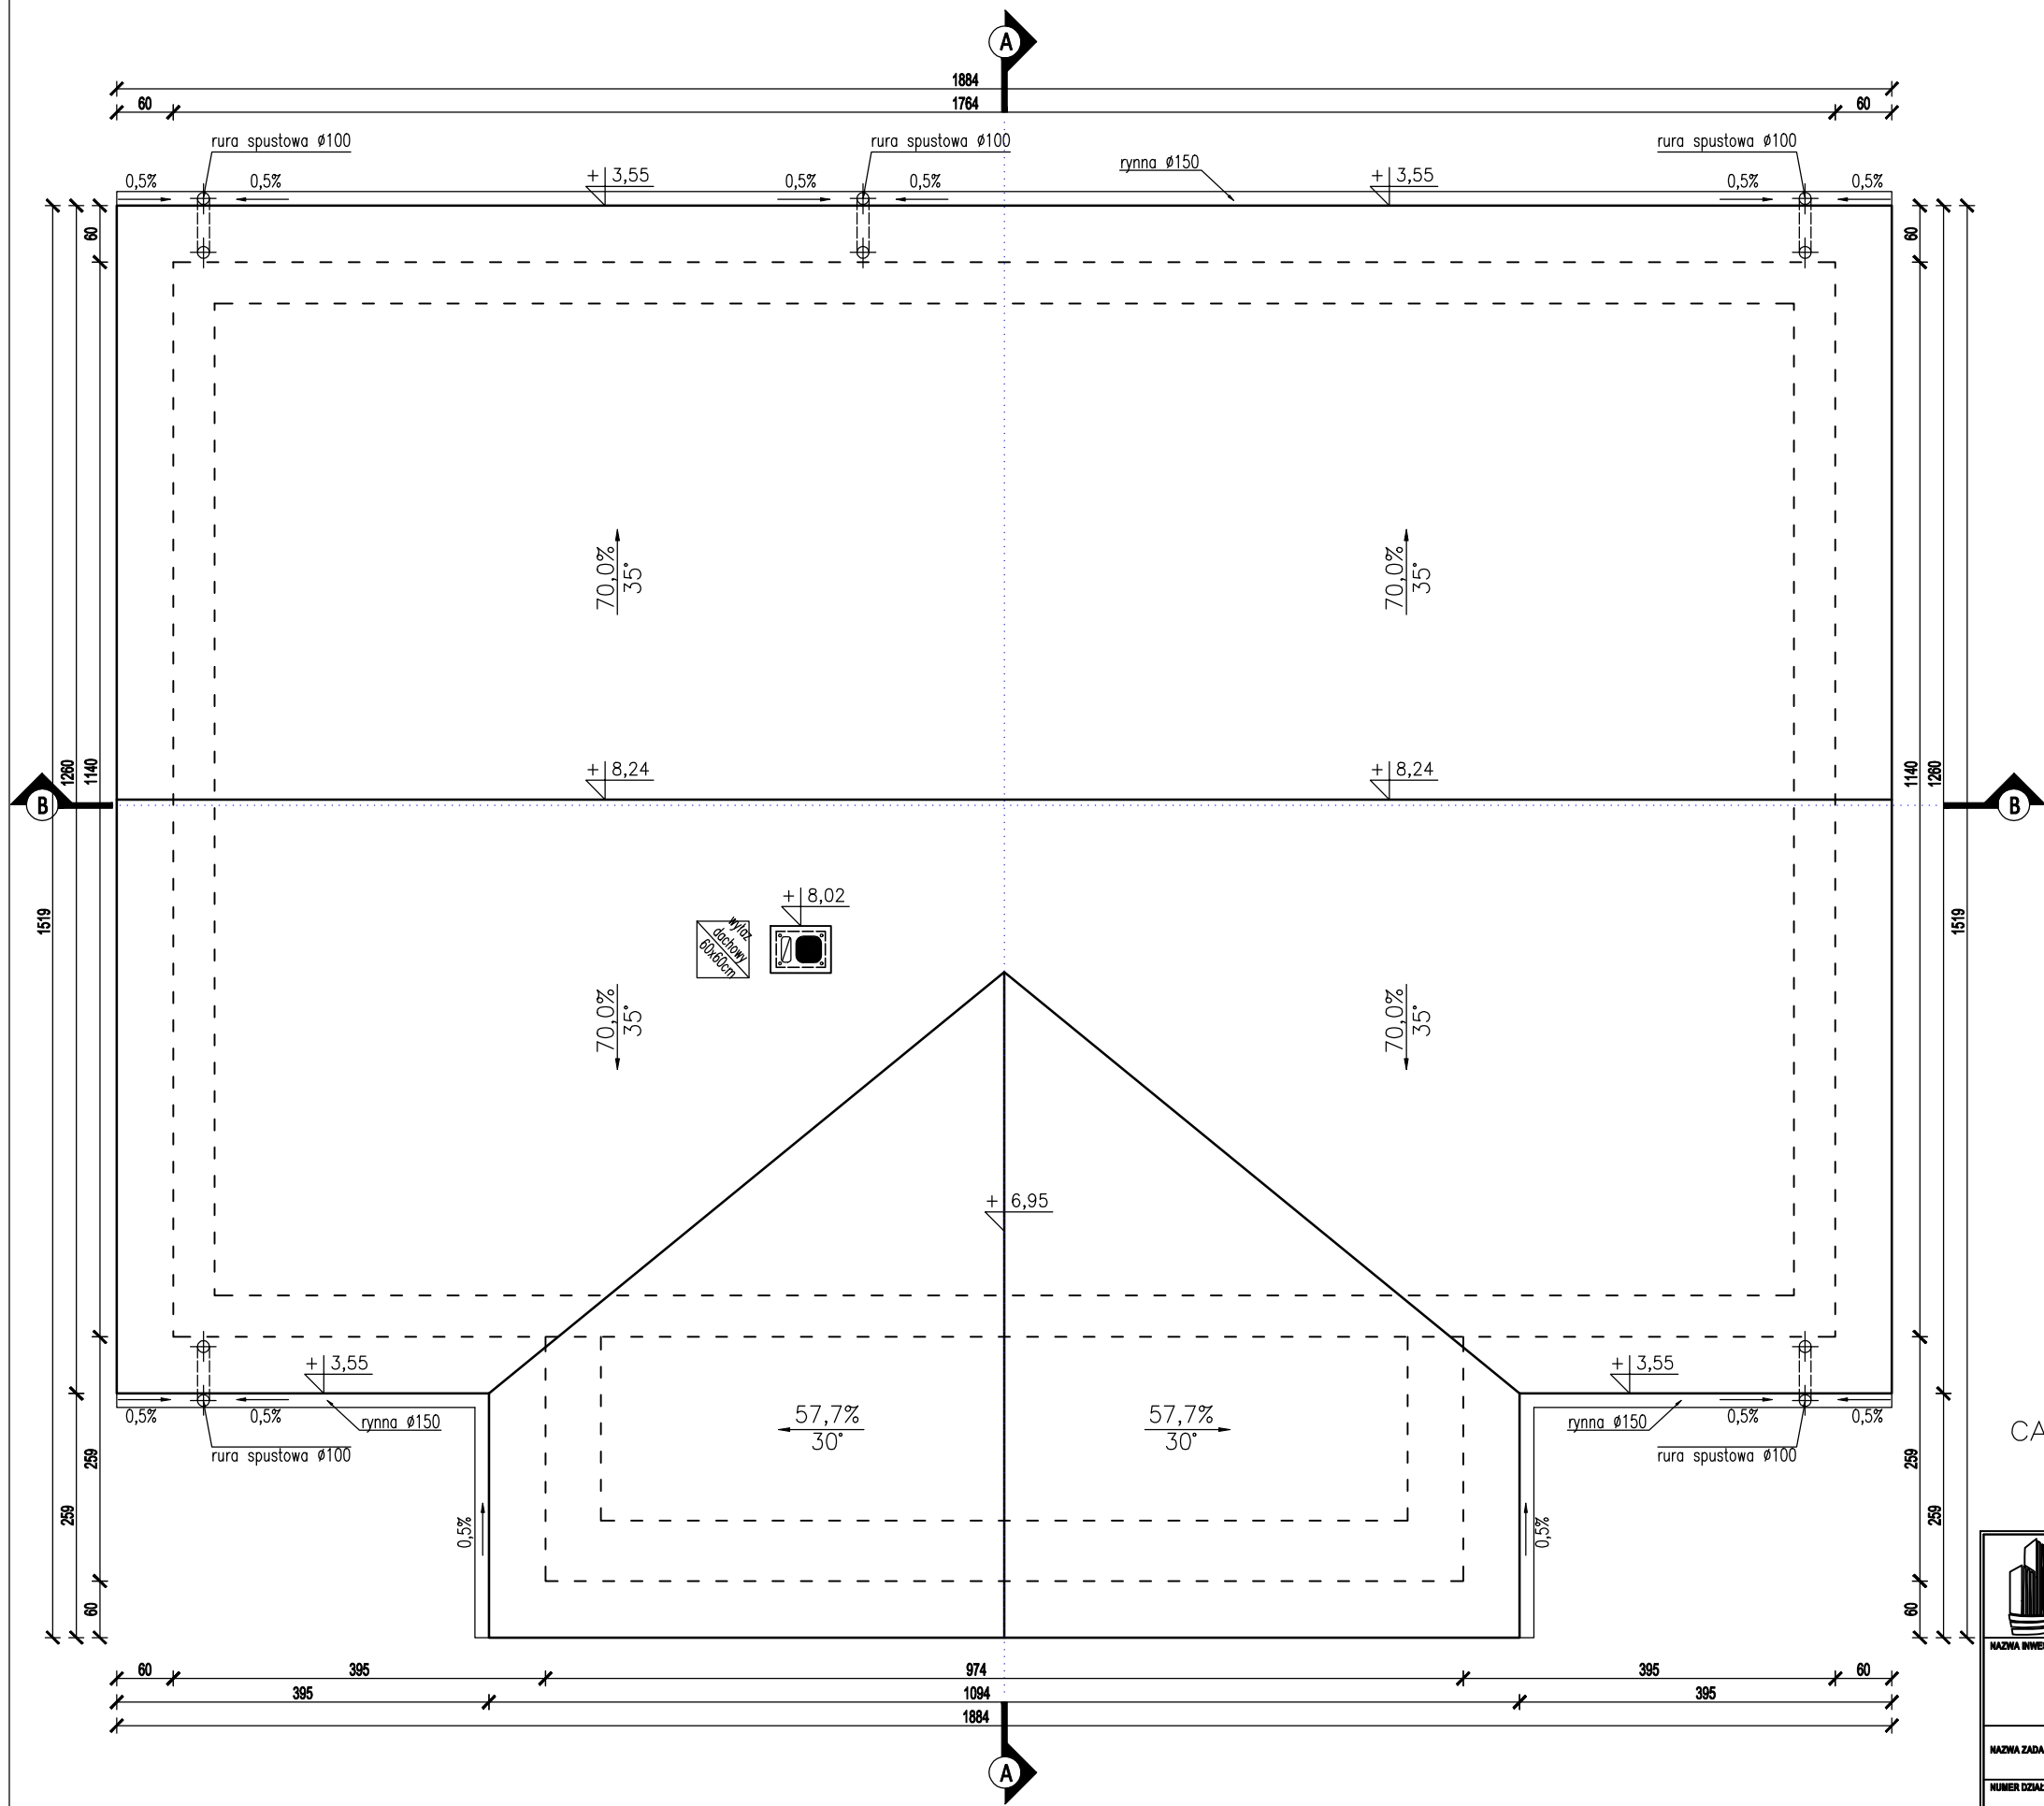 A
1884
60 1764 60
rura spustowa ø100 rura spustowa ø100 rynna ø150 rura spustowa ø100
0,5% 0,5% + 3,55 0,5% 0,5% + 3,55 0,5% 0,5%
60 60
70,0% 35° 70,0% 35°
+ 8,24 + 8,24
B 1260 1140 1140 1260 B
1519 1519
+ 8,02
wyłaz
dachowy
60x60cm
70,0% 35° 70,0% 35°
+ 6,95
+ 3,55 + 3,55
0,5% 0,5% rynna ø150 57,7% 57,7% rynna ø150 0,5% 0,5%
30° 30°
rura spustowa ø100 rura spustowa ø100
CA
259 259
259 0,5% 0,5% 259
60 60
NAZWA INWE
60 395 974 395 60
395 1094 395
1884
NAZWA ZADA
A
NUMER DZIAŁ